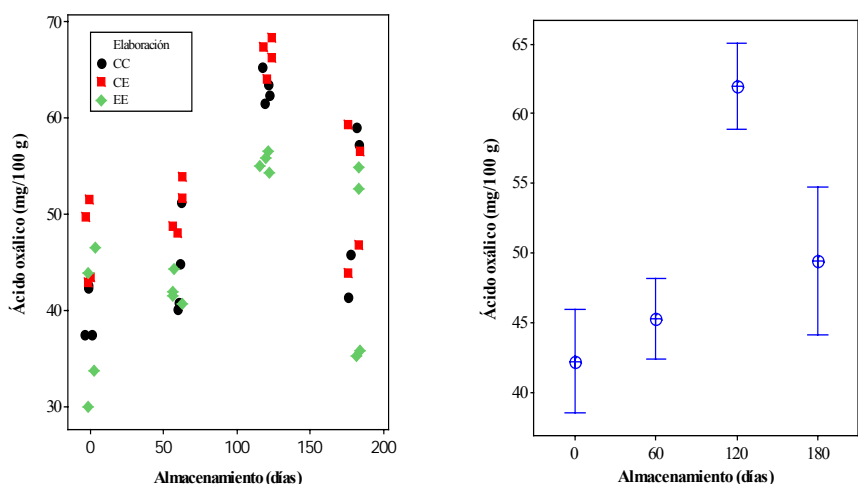 70
60
50
40
30
Ácido oxálico (mg/100 g)
Elaboración
CC
CE
EE
0
50
100
150
200
Almacenamiento (días)
65
60
55
50
45
40
Ácido oxálico (mg/100 g)
0
60
120
180
Almacenamiento (días)